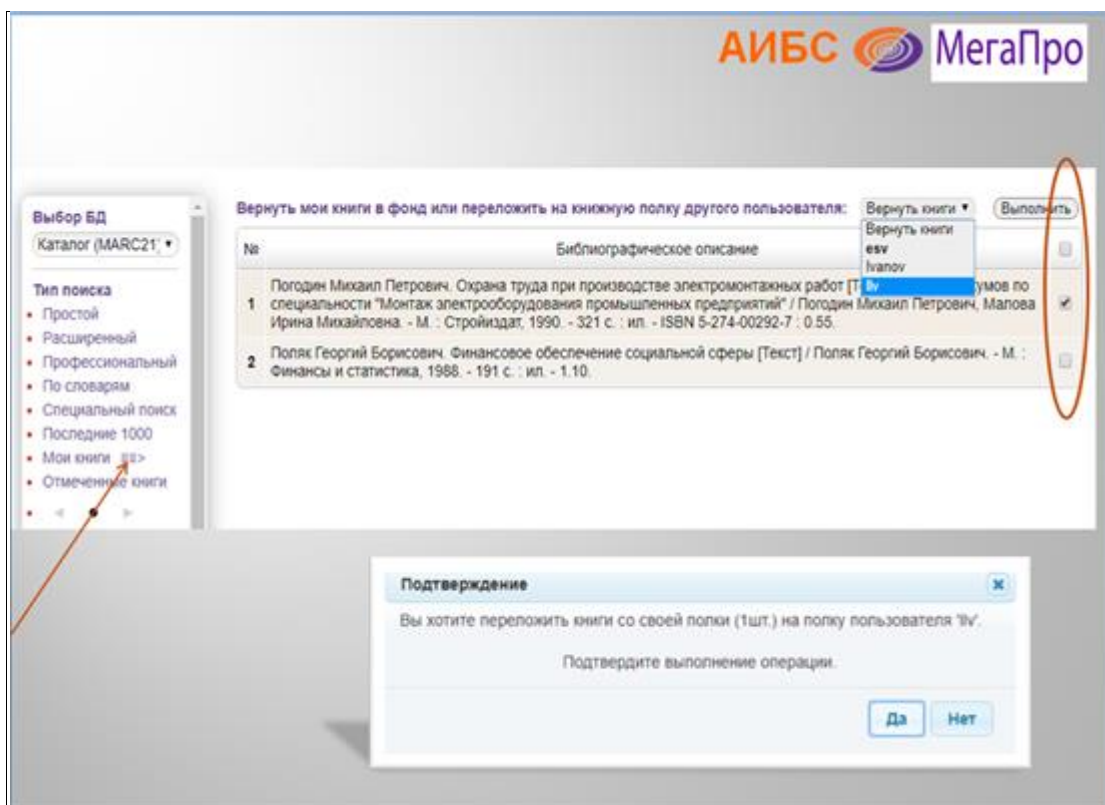 АИБС МегаПро
Выбор БД
Каталог (MARC21,
Тип поиска
Простой
Расширенный
Профессиональный
По словарям
Специальный поиск
Последние 1000
Мои книги ==>
Отмеченные книги
Вернуть мои книги в фонд или переложить на книжную полку другого пользователя: Вернуть книги Выполнить
Вернуть книги
esv
Ivanov
llv
№ Библиографическое описание
1 Погодин Михаил Петрович. Охрана труда при производстве электромонтажных работ [Т умов по
специальности "Монтаж электрооборудования промышленных предприятий" / Погодин Михаил Петрович, Малова
Ирина Михайловна. - М. : Стройиздат, 1990. - 321 с. : ил. - ISBN 5-274-00292-7 : 0.55.
2 Поляк Георгий Борисович. Финансовое обеспечение социальной сферы [Текст] / Поляк Георгий Борисович. - М. :
Финансы и статистика, 1988. - 191 с. : ил. - 1.10.
Подтверждение
Вы хотите переложить книги со своей полки (1шт.) на полку пользователя 'llv'.
Подтвердите выполнение операции.
Да Нет